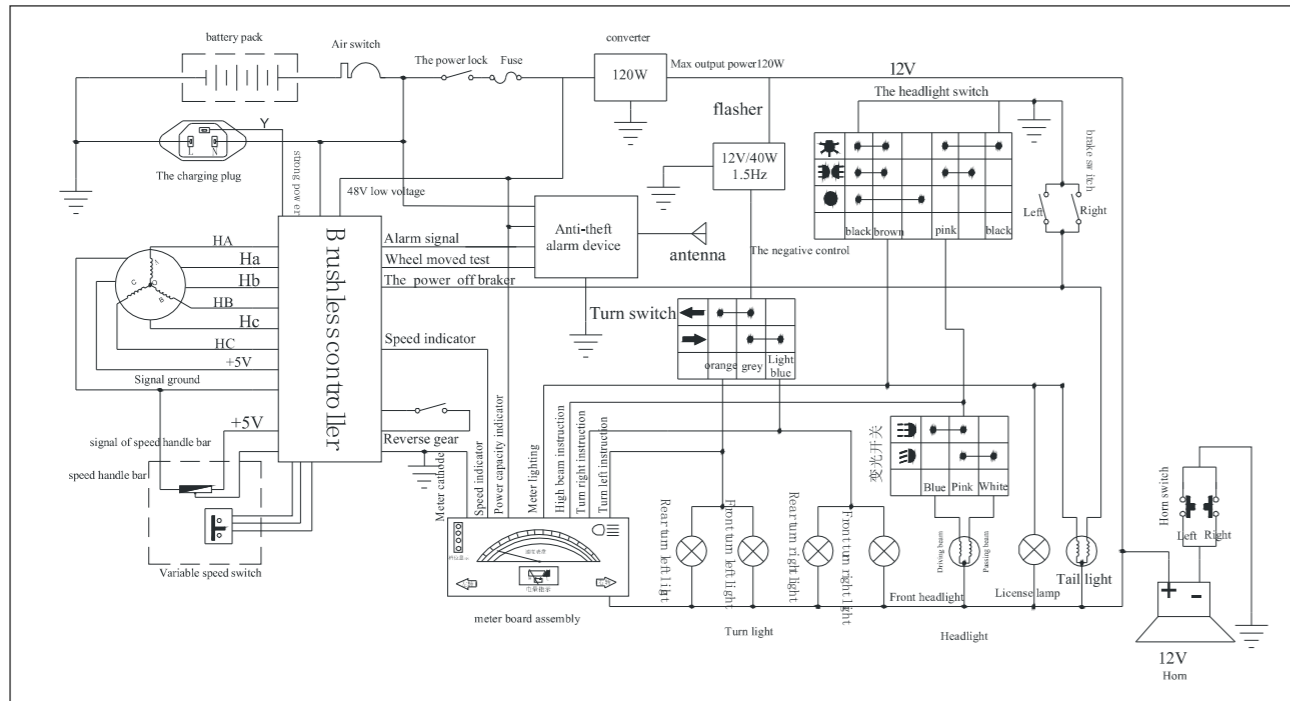 battery pack
Air switch
The power lock
Fuse
converter
120W
Max output power120W
12V
flasher
The headlight switch
12V/40W
1.5Hz
black
brown
pink
black
brake switch
Left
Right
Y
L
N
The charging plug
strong power
48V low voltage
Anti-theft
alarm device
antenna
The negative control
Brushlesscontroller
Alarm signal
Wheel moved test
The power off braker
Speed indicator
Reverse gear
HA
Ha
Hb
HB
Hc
HC
+5V
Signal ground
C
B
+5V
signal of speed handle bar
speed handle bar
Variable speed switch
Turn switch
orange
grey
Light
blue
Meter cathode
Speed indicator
Power capacity indicator
Meter lighting
High beam instruction
Turn right instruction
Turn left instruction
meter board assembly
变光开关
Blue
Pink
White
Rear turn left light
Front turn left light
Rear turn right light
Front turn right light
Turn light
Driving beam
Passing beam
Front headlight
Headlight
License lamp
Tail light
Horn switch
Left
Right
+
-
12V
Horn